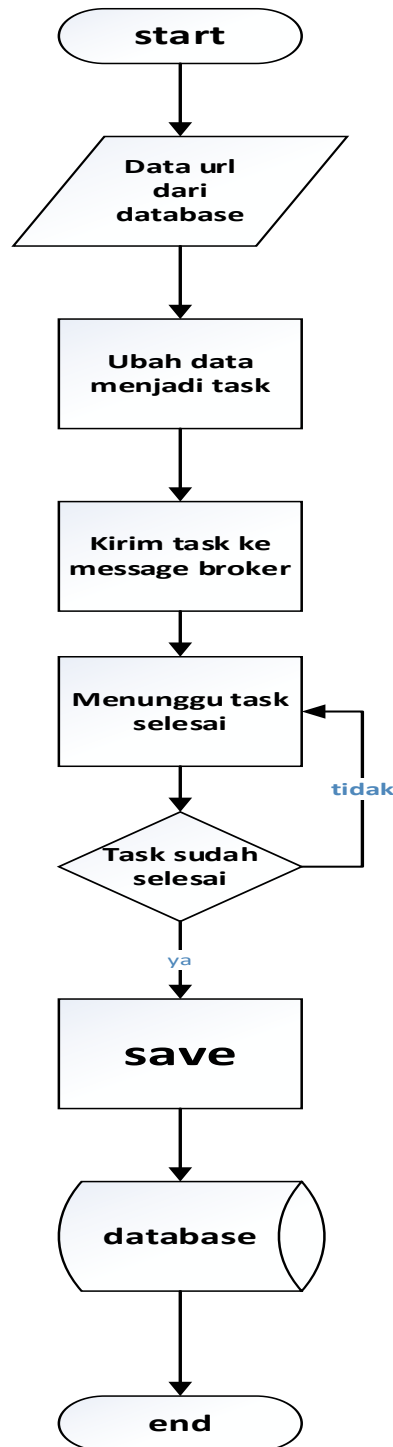 start
Data url
dari
database
Ubah data
menjadi task
Kirim task ke
message broker
Menunggu task
selesai
tidak
Task sudah
selesai
ya
save
database
end